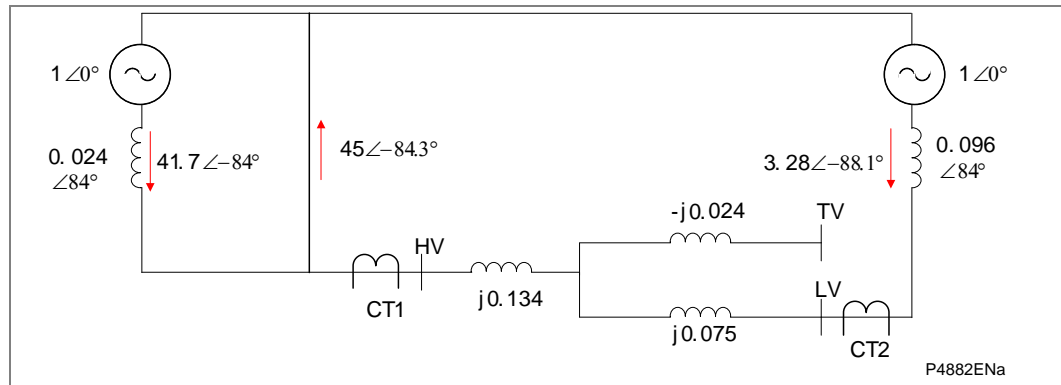 1∠0°
1∠0°
0.024
∠84°
41.7∠−84°
45∠−84.3°
3.28∠−88.1°
0.096
∠84°
-j0.024
TV
HV
j0.134
CT1
LV
j0.075
CT2
P4882ENa